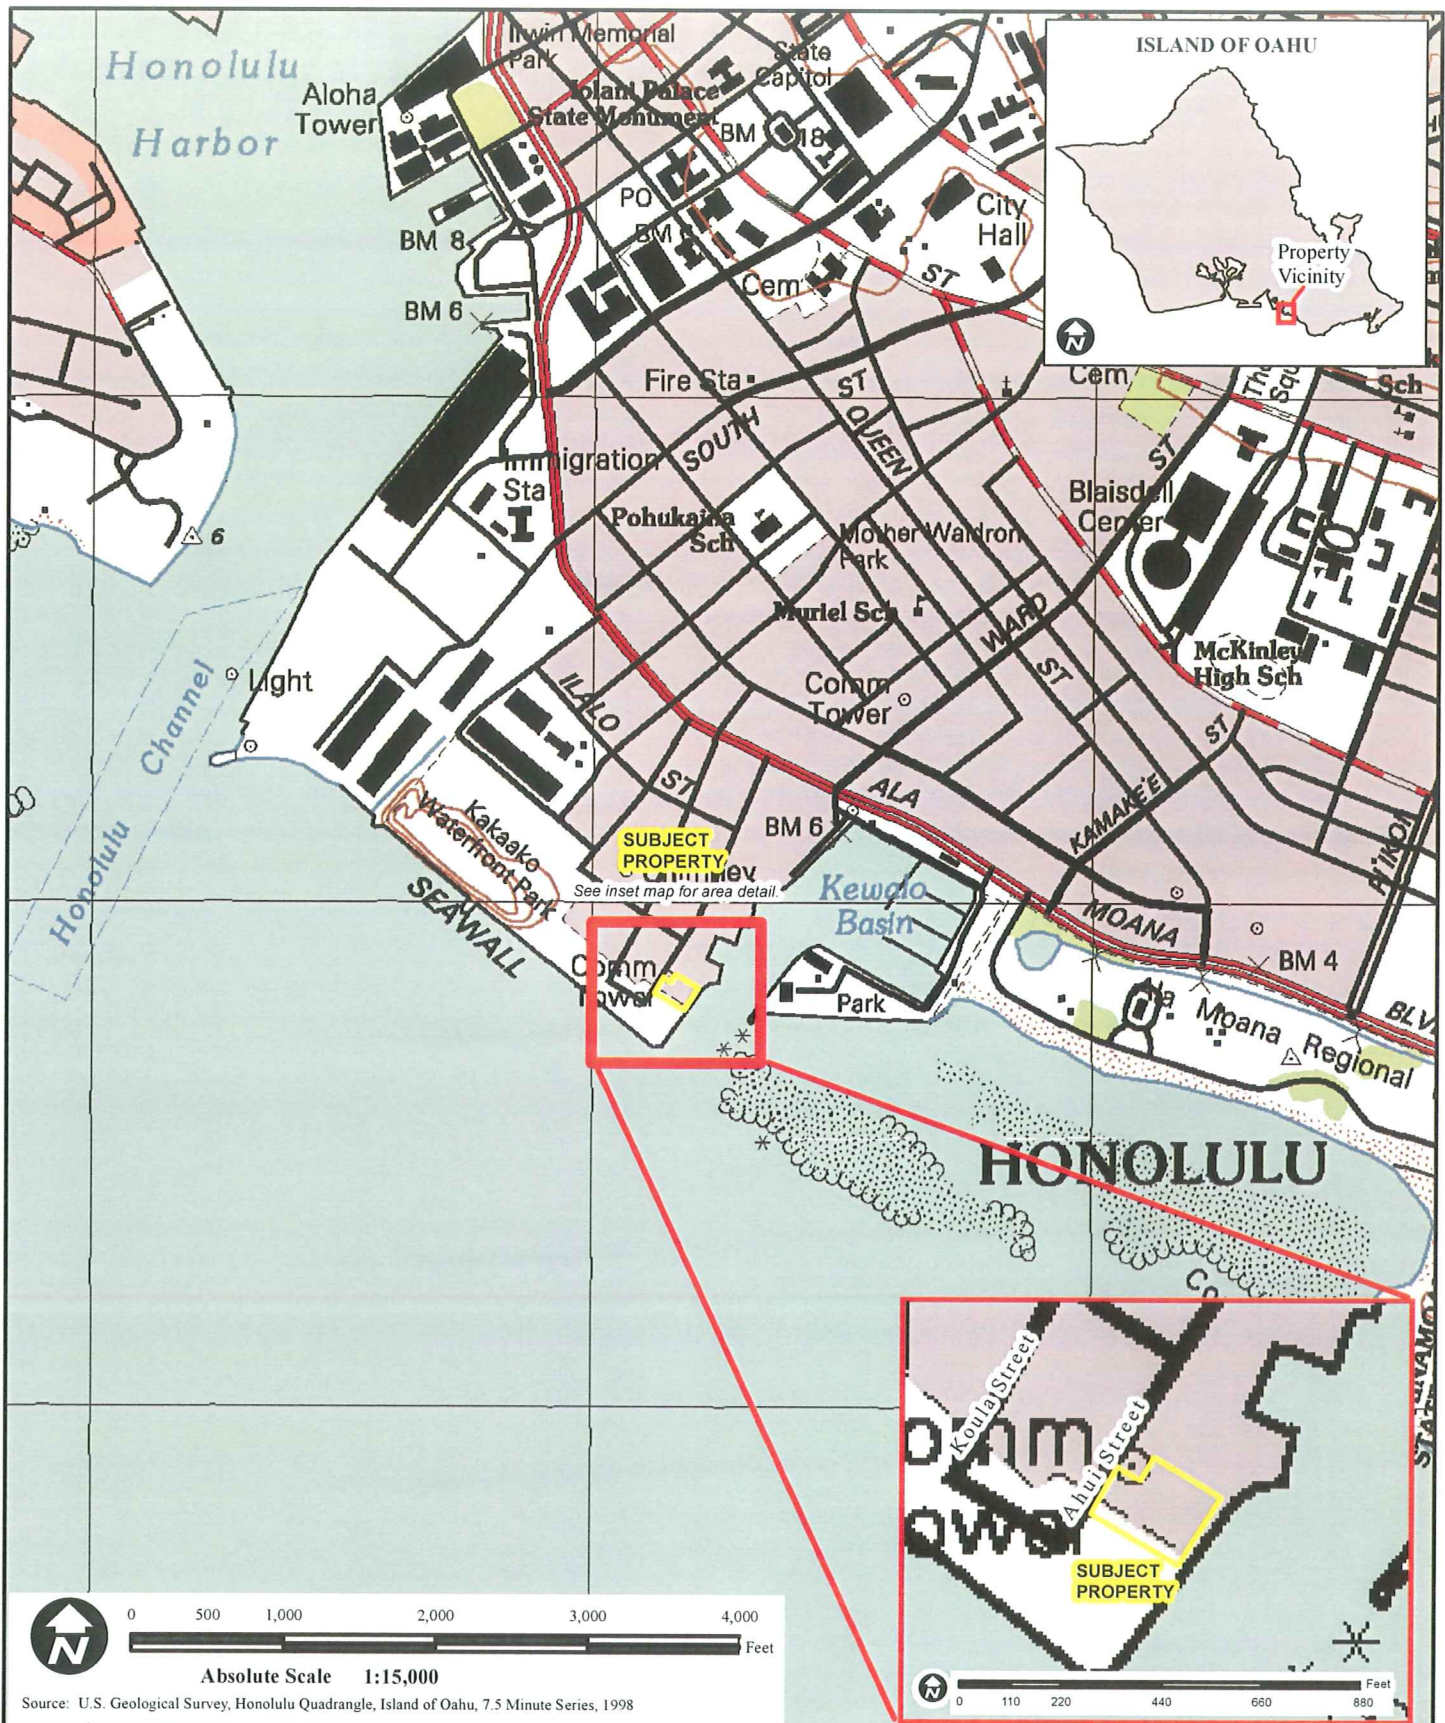 Honolulu
Harbor
Aloha
Tower
Irwin Memorial
Park
State
Capitol
Iolani Palace
State Monument
BM
18
PO
BM 8
BM 6
Cem
City
Hall
ST
ISLAND OF OAHU
Property
Vicinity
N
BM 6
Fire Sta
ST
QUEEN
SOUTH
Cem
Sch
ST
Immigration
Sta
Blaisdell
Center
Pohukaina
Sch
Mother Waldron
Park
6
Muriel Sch
WARD
ST
McKinley
High Sch
Light
Comm
Tower
ILALO
ST
ST
Honolulu Channel
Kakaako
Waterfront Park
SEAWALL
ALA
BM 6
KAMAKE'E
SUBJECT
PROPERTY
See inset map for area detail.
Kewalo
Basin
MOANA
BM 4
Comm
Tower
Park
Ala Moana Regional
HONOLULU
Koula Street
Ahui Street
SUBJECT
PROPERTY
N
0 110 220 440 660 880
Feet
N
0 500 1,000 2,000 3,000 4,000
Feet
Absolute Scale 1:15,000
Source: U.S. Geological Survey, Honolulu Quadrangle, Island of Oahu, 7.5 Minute Series, 1998